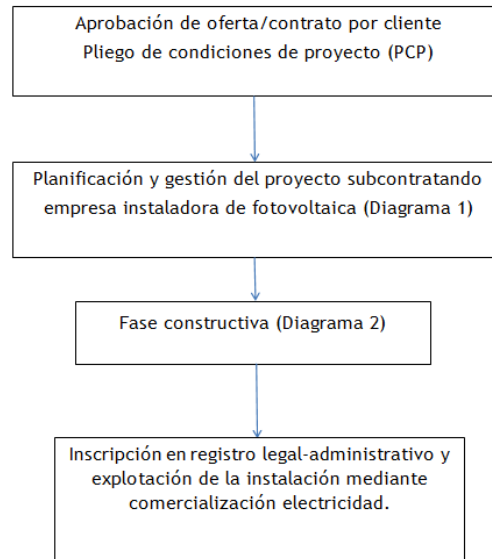 Aprobación de oferta/contrato por cliente
Pliego de condiciones de proyecto (PCP)
Planificación y gestión del proyecto subcontratando
empresa instaladora de fotovoltaica (Diagrama 1)
Fase constructiva (Diagrama 2)
Inscripción en registro legal-administrativo y
explotación de la instalación mediante
comercialización electricidad.